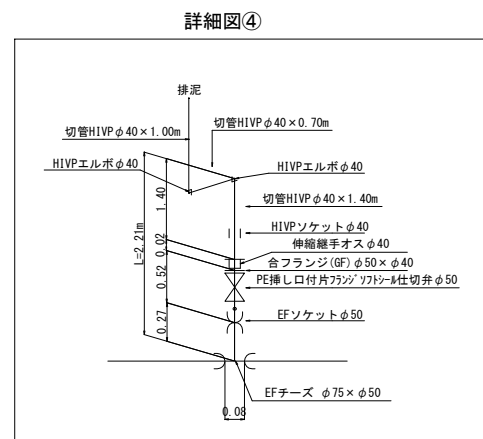 詳細図④
排泥
切管HIVPφ40×1.00m
切管HIVPφ40×0.70m
HIVPエルボφ40
HIVPエルボφ40
切管HIVPφ40×1.40m
1.40
HIVPソケットφ40
伸縮継手オスφ40
0.02
合フランジ(GF)φ50×φ40
L=2.21m
0.52
PE挿し口付片フランジソフトシール仕切弁φ50
EFソケットφ50
0.27
EFチーズ φ75×φ50
0.08